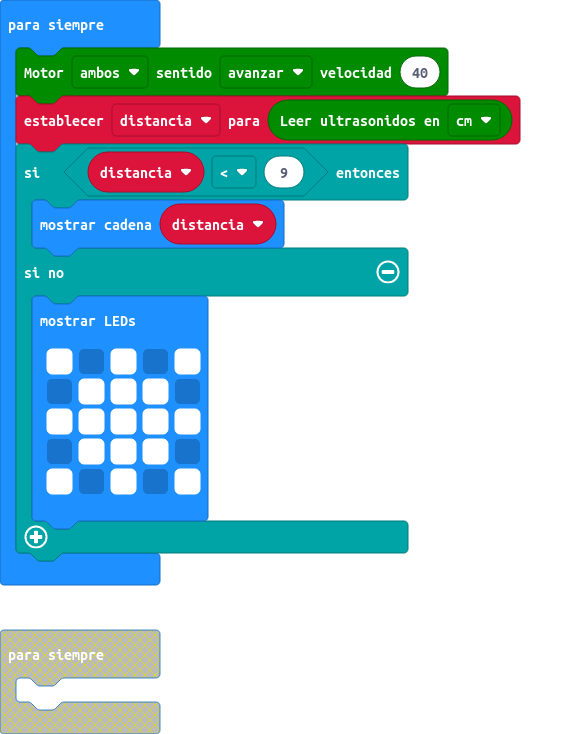 para siempre
Motor ambos sentido avanzar velocidad 40
establecer distancia para Leer ultrasonidos en cm
si distancia < 9 entonces
mostrar cadena distancia
si no
mostrar LEDs
para siempre